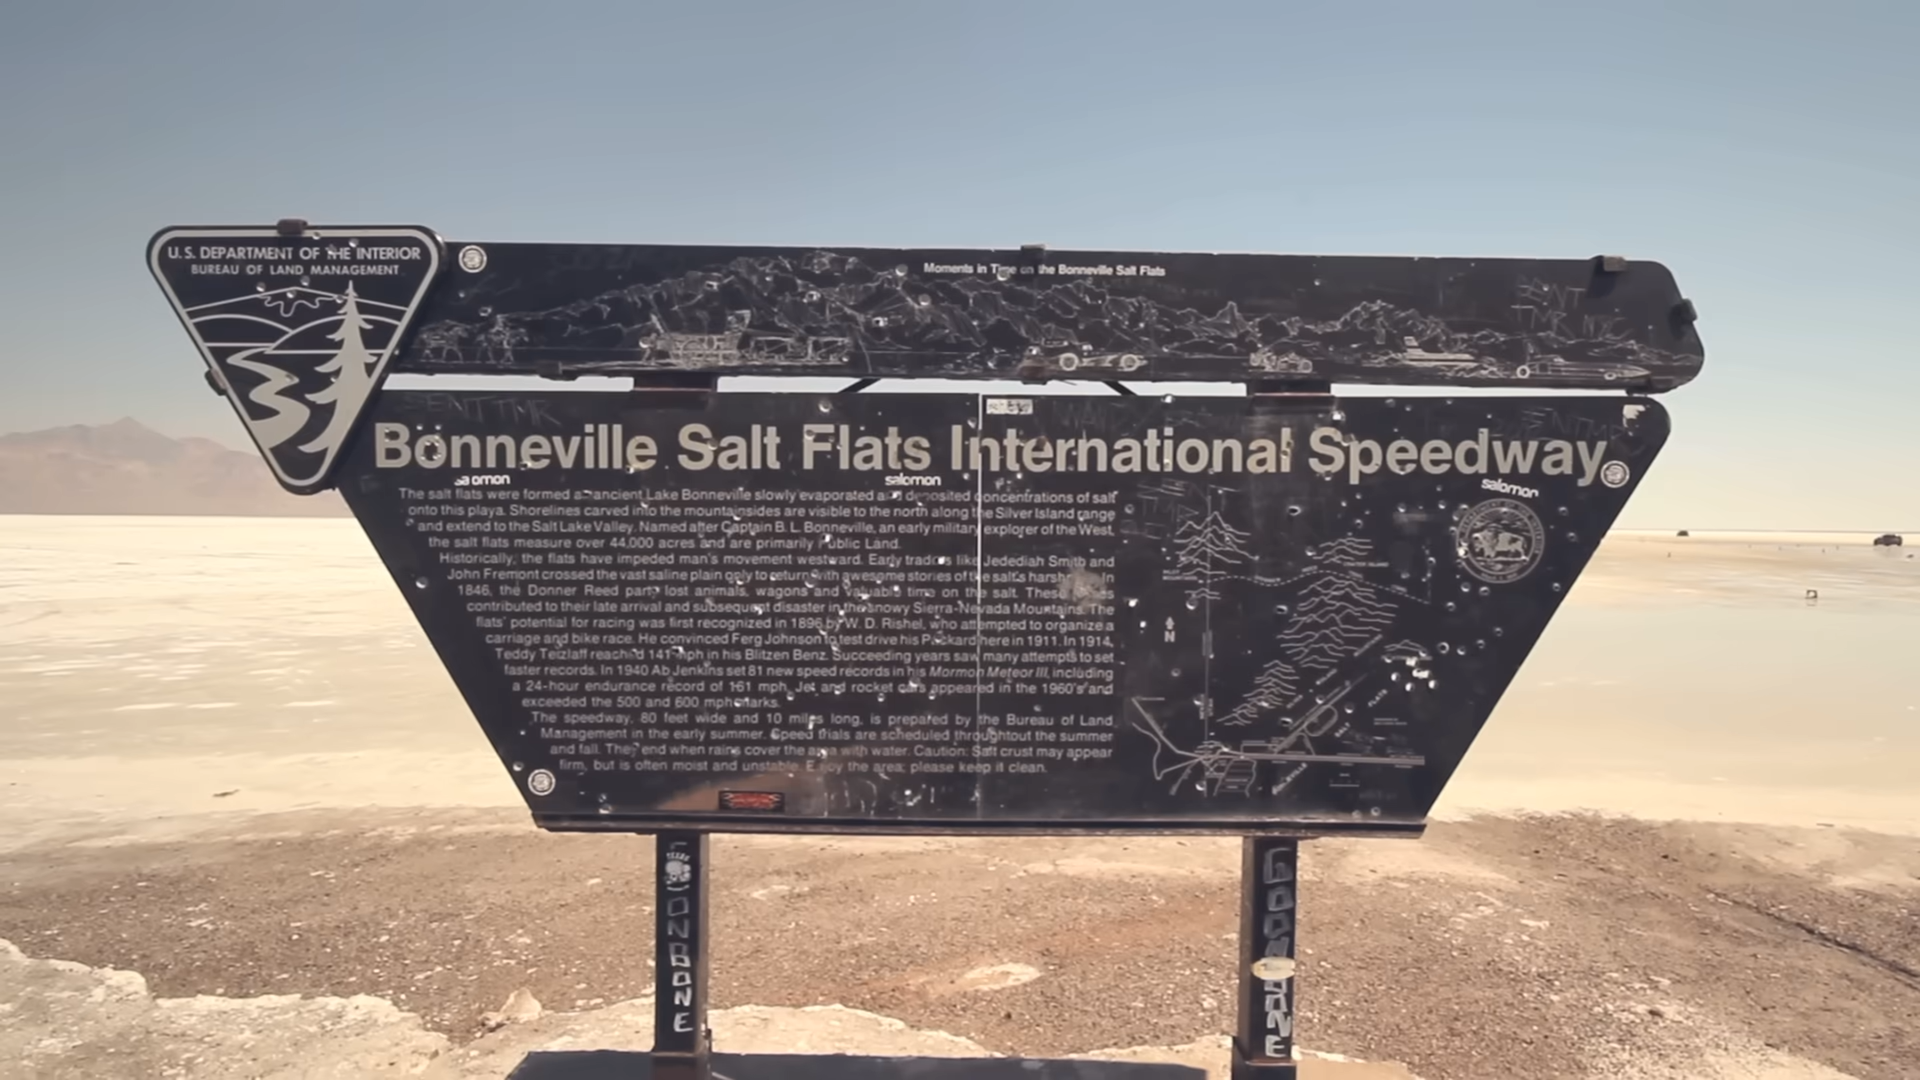 U.S. DEPARTMENT OF THE INTERIOR
BUREAU OF LAND MANAGEMENT
Moments in Time on the Bonneville Salt Flats
Bonneville Salt Flats International Speedway
salomon
salomon
salomon
The salt flats were formed as ancient Lake Bonneville slowly evaporated and deposited concentrations of salt
onto this playa. Shorelines carved into the mountainsides are visible to the north along the Silver Island range
and extend to the Salt Lake Valley. Named after Captain B. L. Bonneville, an early military explorer of the West,
the salt flats measure over 44,000 acres and are primarily Public Land.
Historically, the flats have impeded man's movement westward. Early traders like Jedediah Smith and
John Fremont crossed the vast saline plain only to return with awesome stories of the salt's harsh In
1846, the Donner Reed party lost animals, wagons and valuable time on the salt. These
contributed to their late arrival and subsequent disaster in the snowy Sierra-Nevada Mountains. The
flats' potential for racing was first recognized in 1896 by W. D. Rishel, who attempted to organize a
carriage and bike race. He convinced Ferg Johnson to test drive his Packard here in 1911. In 1914,
Teddy Teizlaff reached 141 mph in his Blitzen Benz. Succeeding years saw many attempts to set
faster records. In 1940 Ab Jenkins set 81 new speed records in his Mormon Meteor III, including
a 24-hour endurance record of 161 mph. Jet and rocket cars appeared in the 1960's and
exceeded the 500 and 600 mph marks.
The speedway, 80 feet wide and 10 miles long, is prepared by the Bureau of Land
Management in the early summer. Speed trials are scheduled throughtout the summer
and fall. They end when rains cover the area with water. Caution: Salt crust may appear
firm, but is often moist and unstable. Enjoy the area; please keep it clean.
N
SALT
FLATS